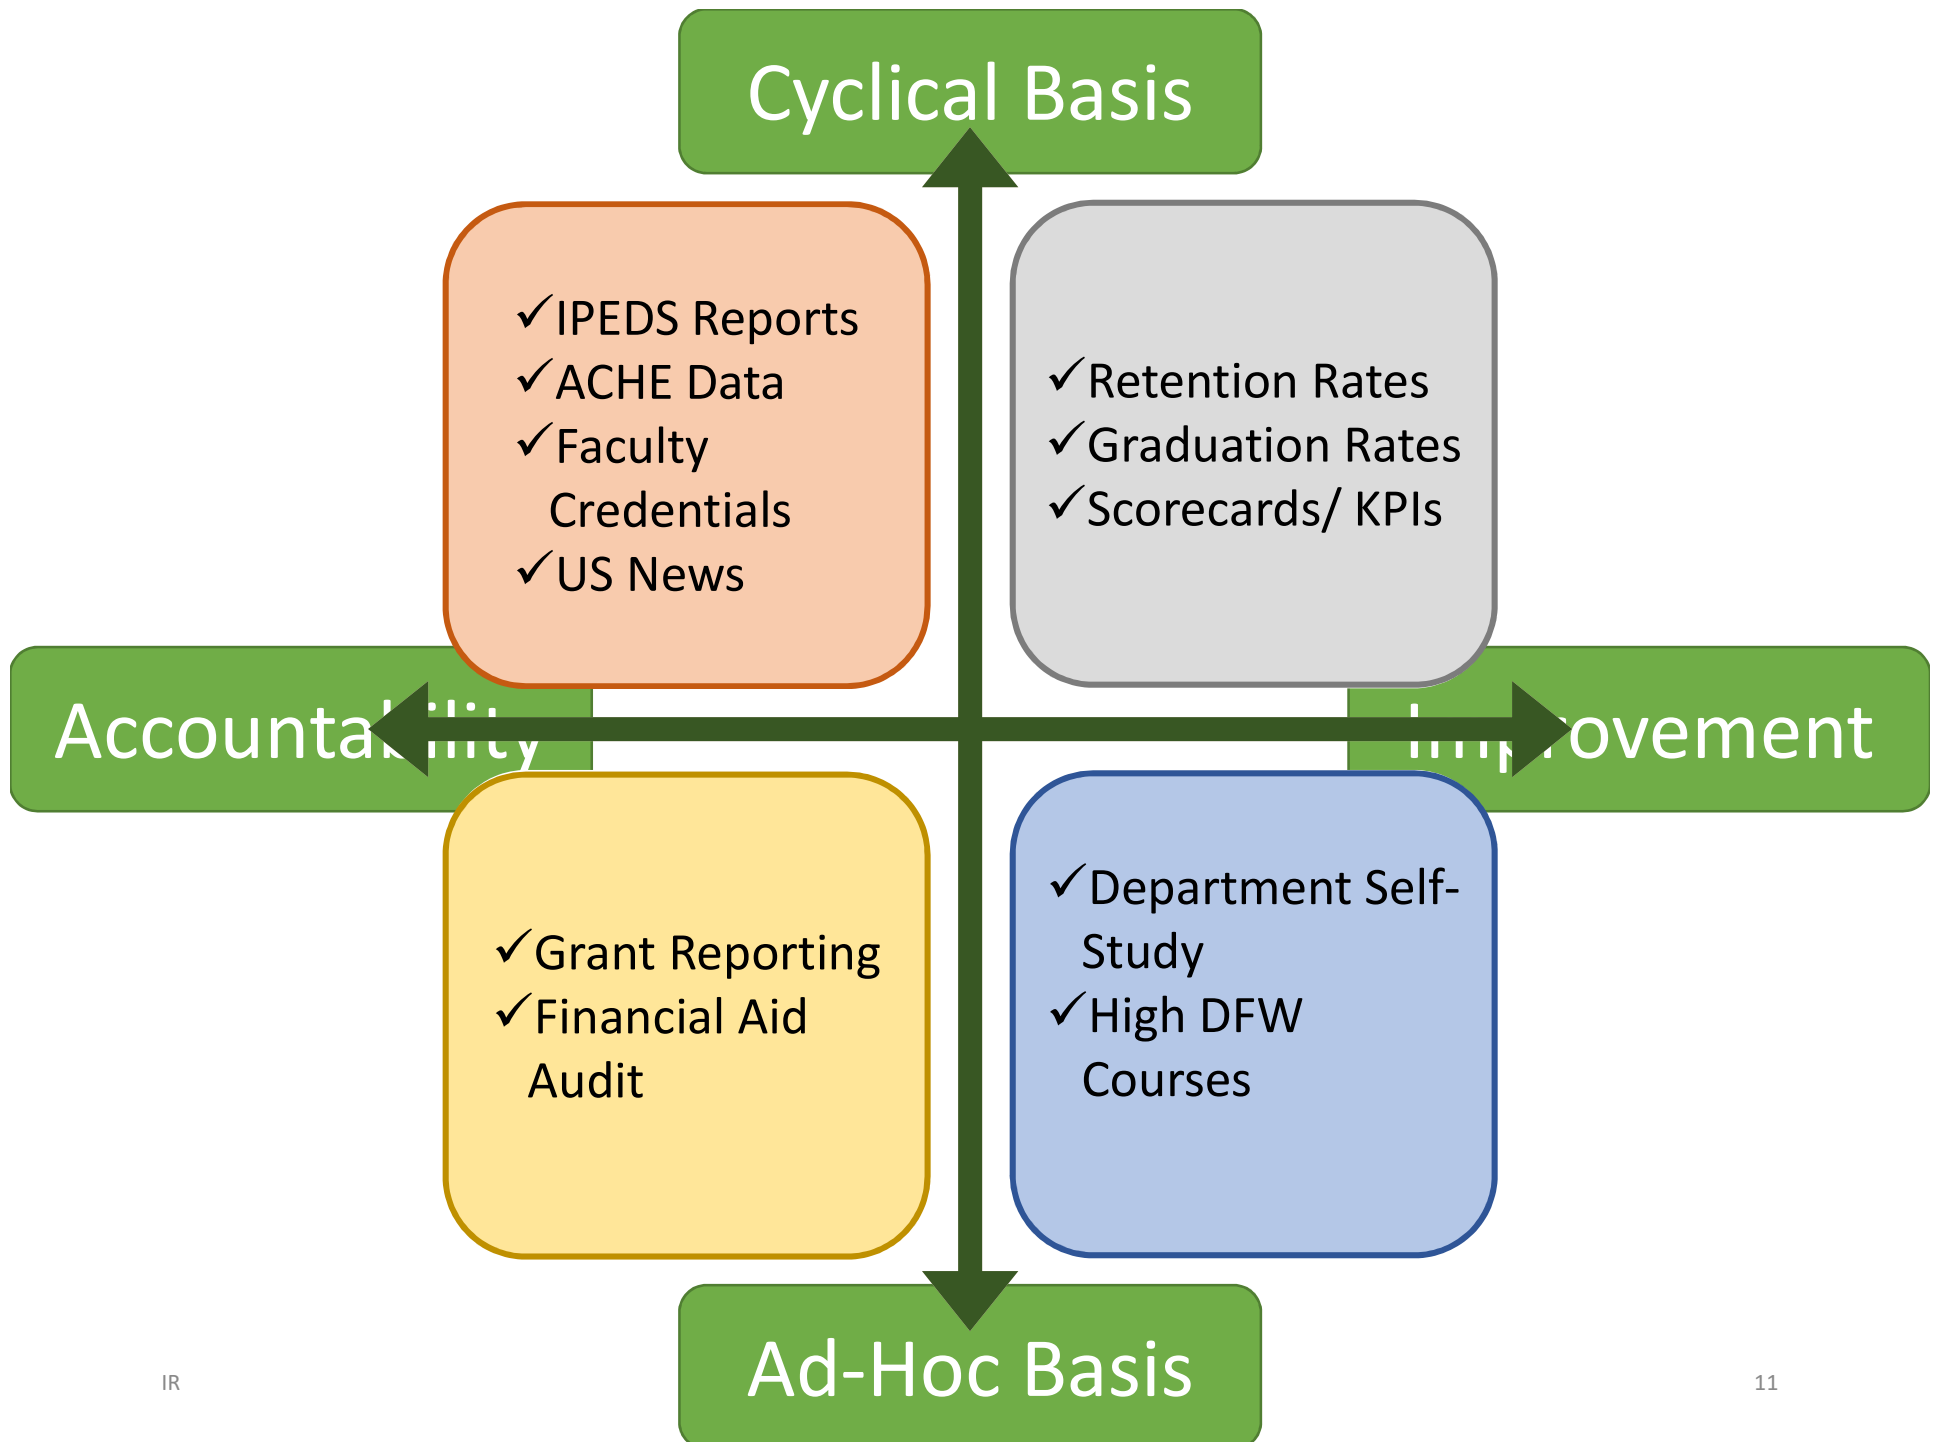 Cyclical Basis
✓IPEDS Reports
✓ACHE Data
✓Faculty
Credentials
✓US News
✓Retention Rates
✓Graduation Rates
✓Scorecards/ KPIs
Accountability
Improvement
✓Grant Reporting
✓Financial Aid
Audit
✓Department Self-
Study
✓High DFW
Courses
Ad-Hoc Basis
IR
11